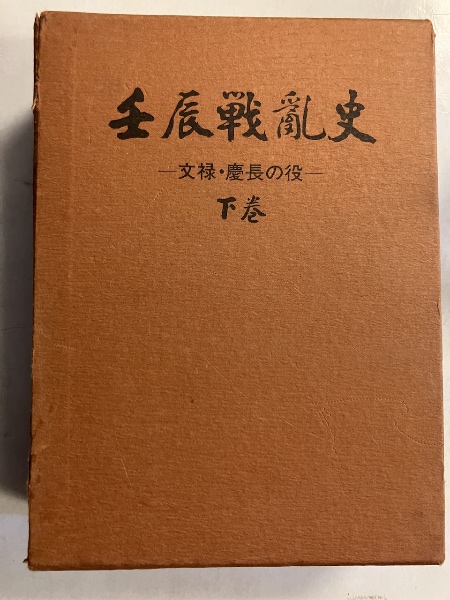 壬辰戰亂史
―文禄・慶長の役―
下巻